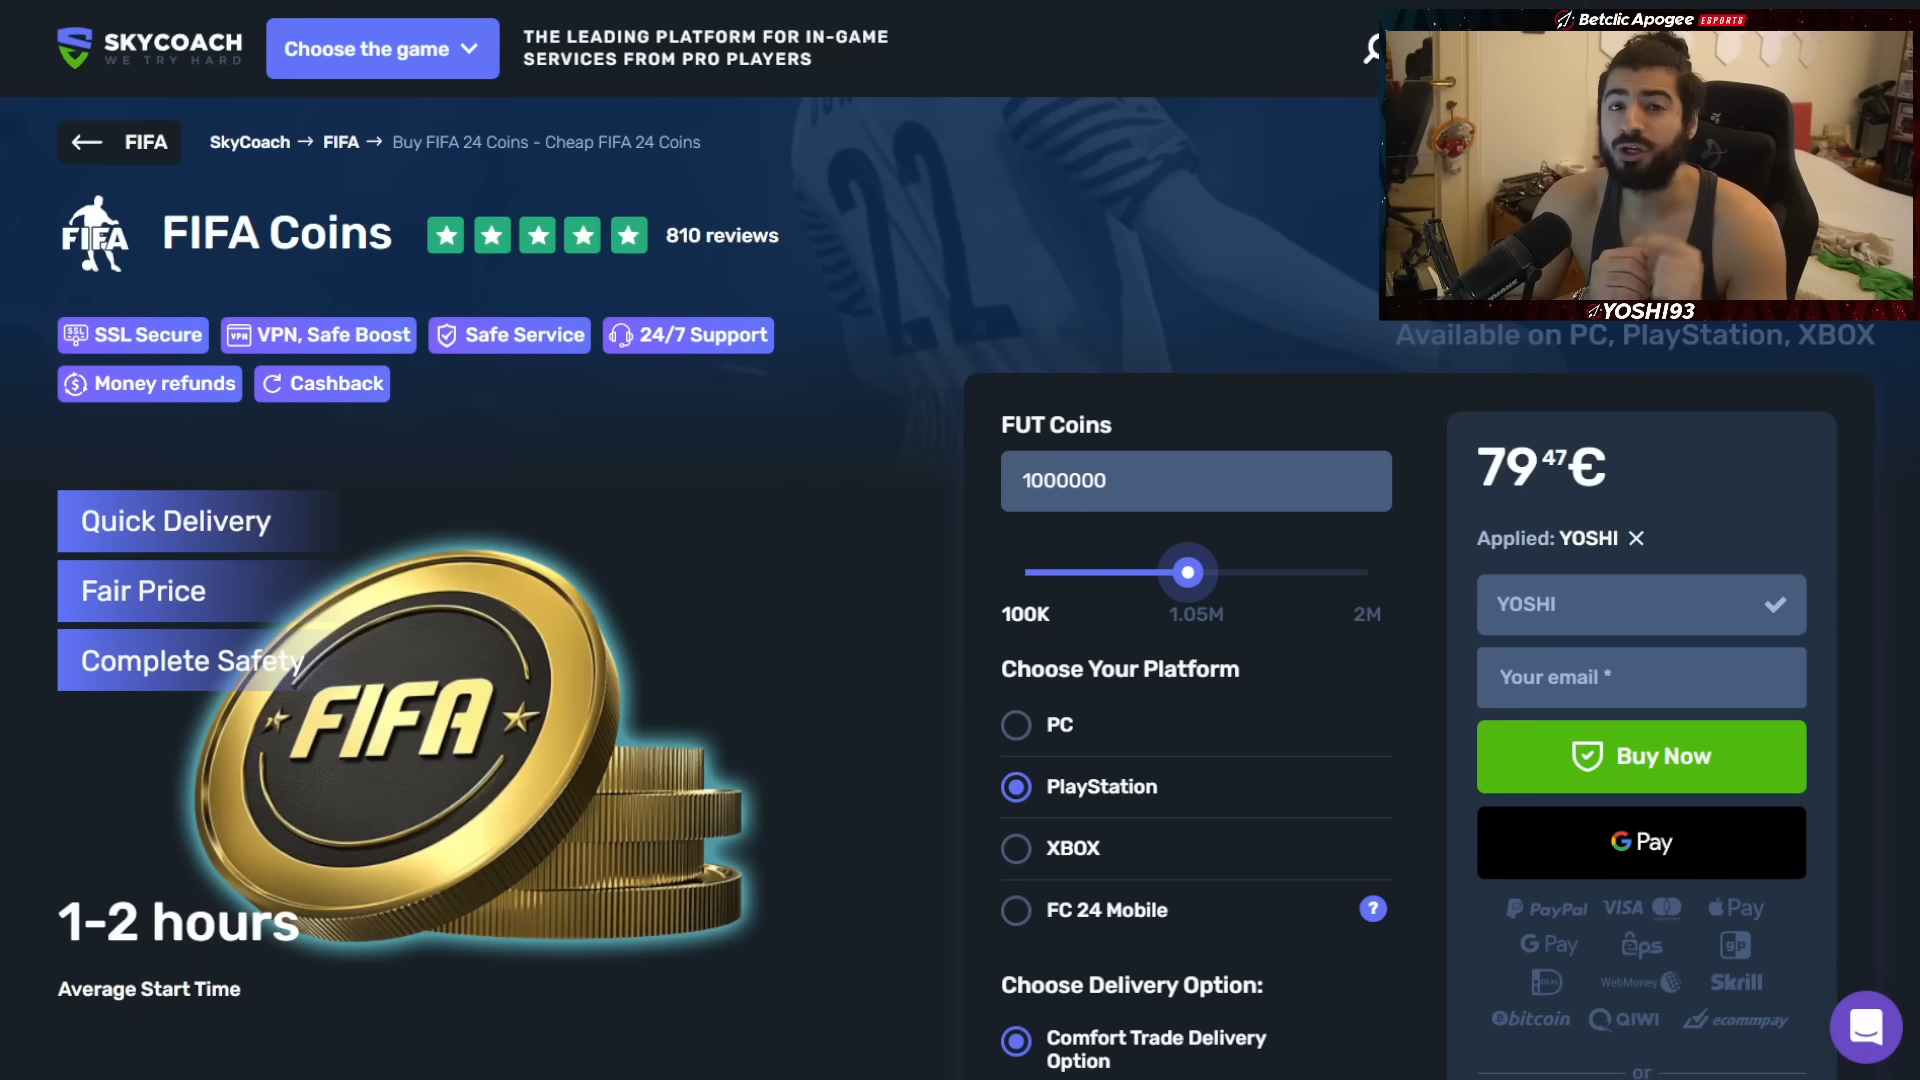 SKYCOACH
WE TRY HARD
Choose the game
THE LEADING PLATFORM FOR IN-GAME
SERVICES FROM PRO PLAYERS
Betclic Apogee ESPORTS
YOSHI93
FIFA
SkyCoach → FIFA → Buy FIFA 24 Coins - Cheap FIFA 24 Coins
FIFA
FIFA Coins
810 reviews
22
SSL Secure
VPN, Safe Boost
Safe Service
24/7 Support
Money refunds
Cashback
Available on PC, PlayStation, XBOX
Quick Delivery
Fair Price
Complete Safety
FIFA
1-2 hours
Average Start Time
FUT Coins
1000000
100K
1.05M
2M
Choose Your Platform
PC
PlayStation
XBOX
FC 24 Mobile
?
Choose Delivery Option:
Comfort Trade Delivery
Option
79 47 €
Applied: YOSHI
YOSHI
Your email *
Buy Now
G Pay
PayPal VISA Pay
G Pay eps gp
iDEAL WebMoney Skrill
bitcoin QIWI ecommpay
or